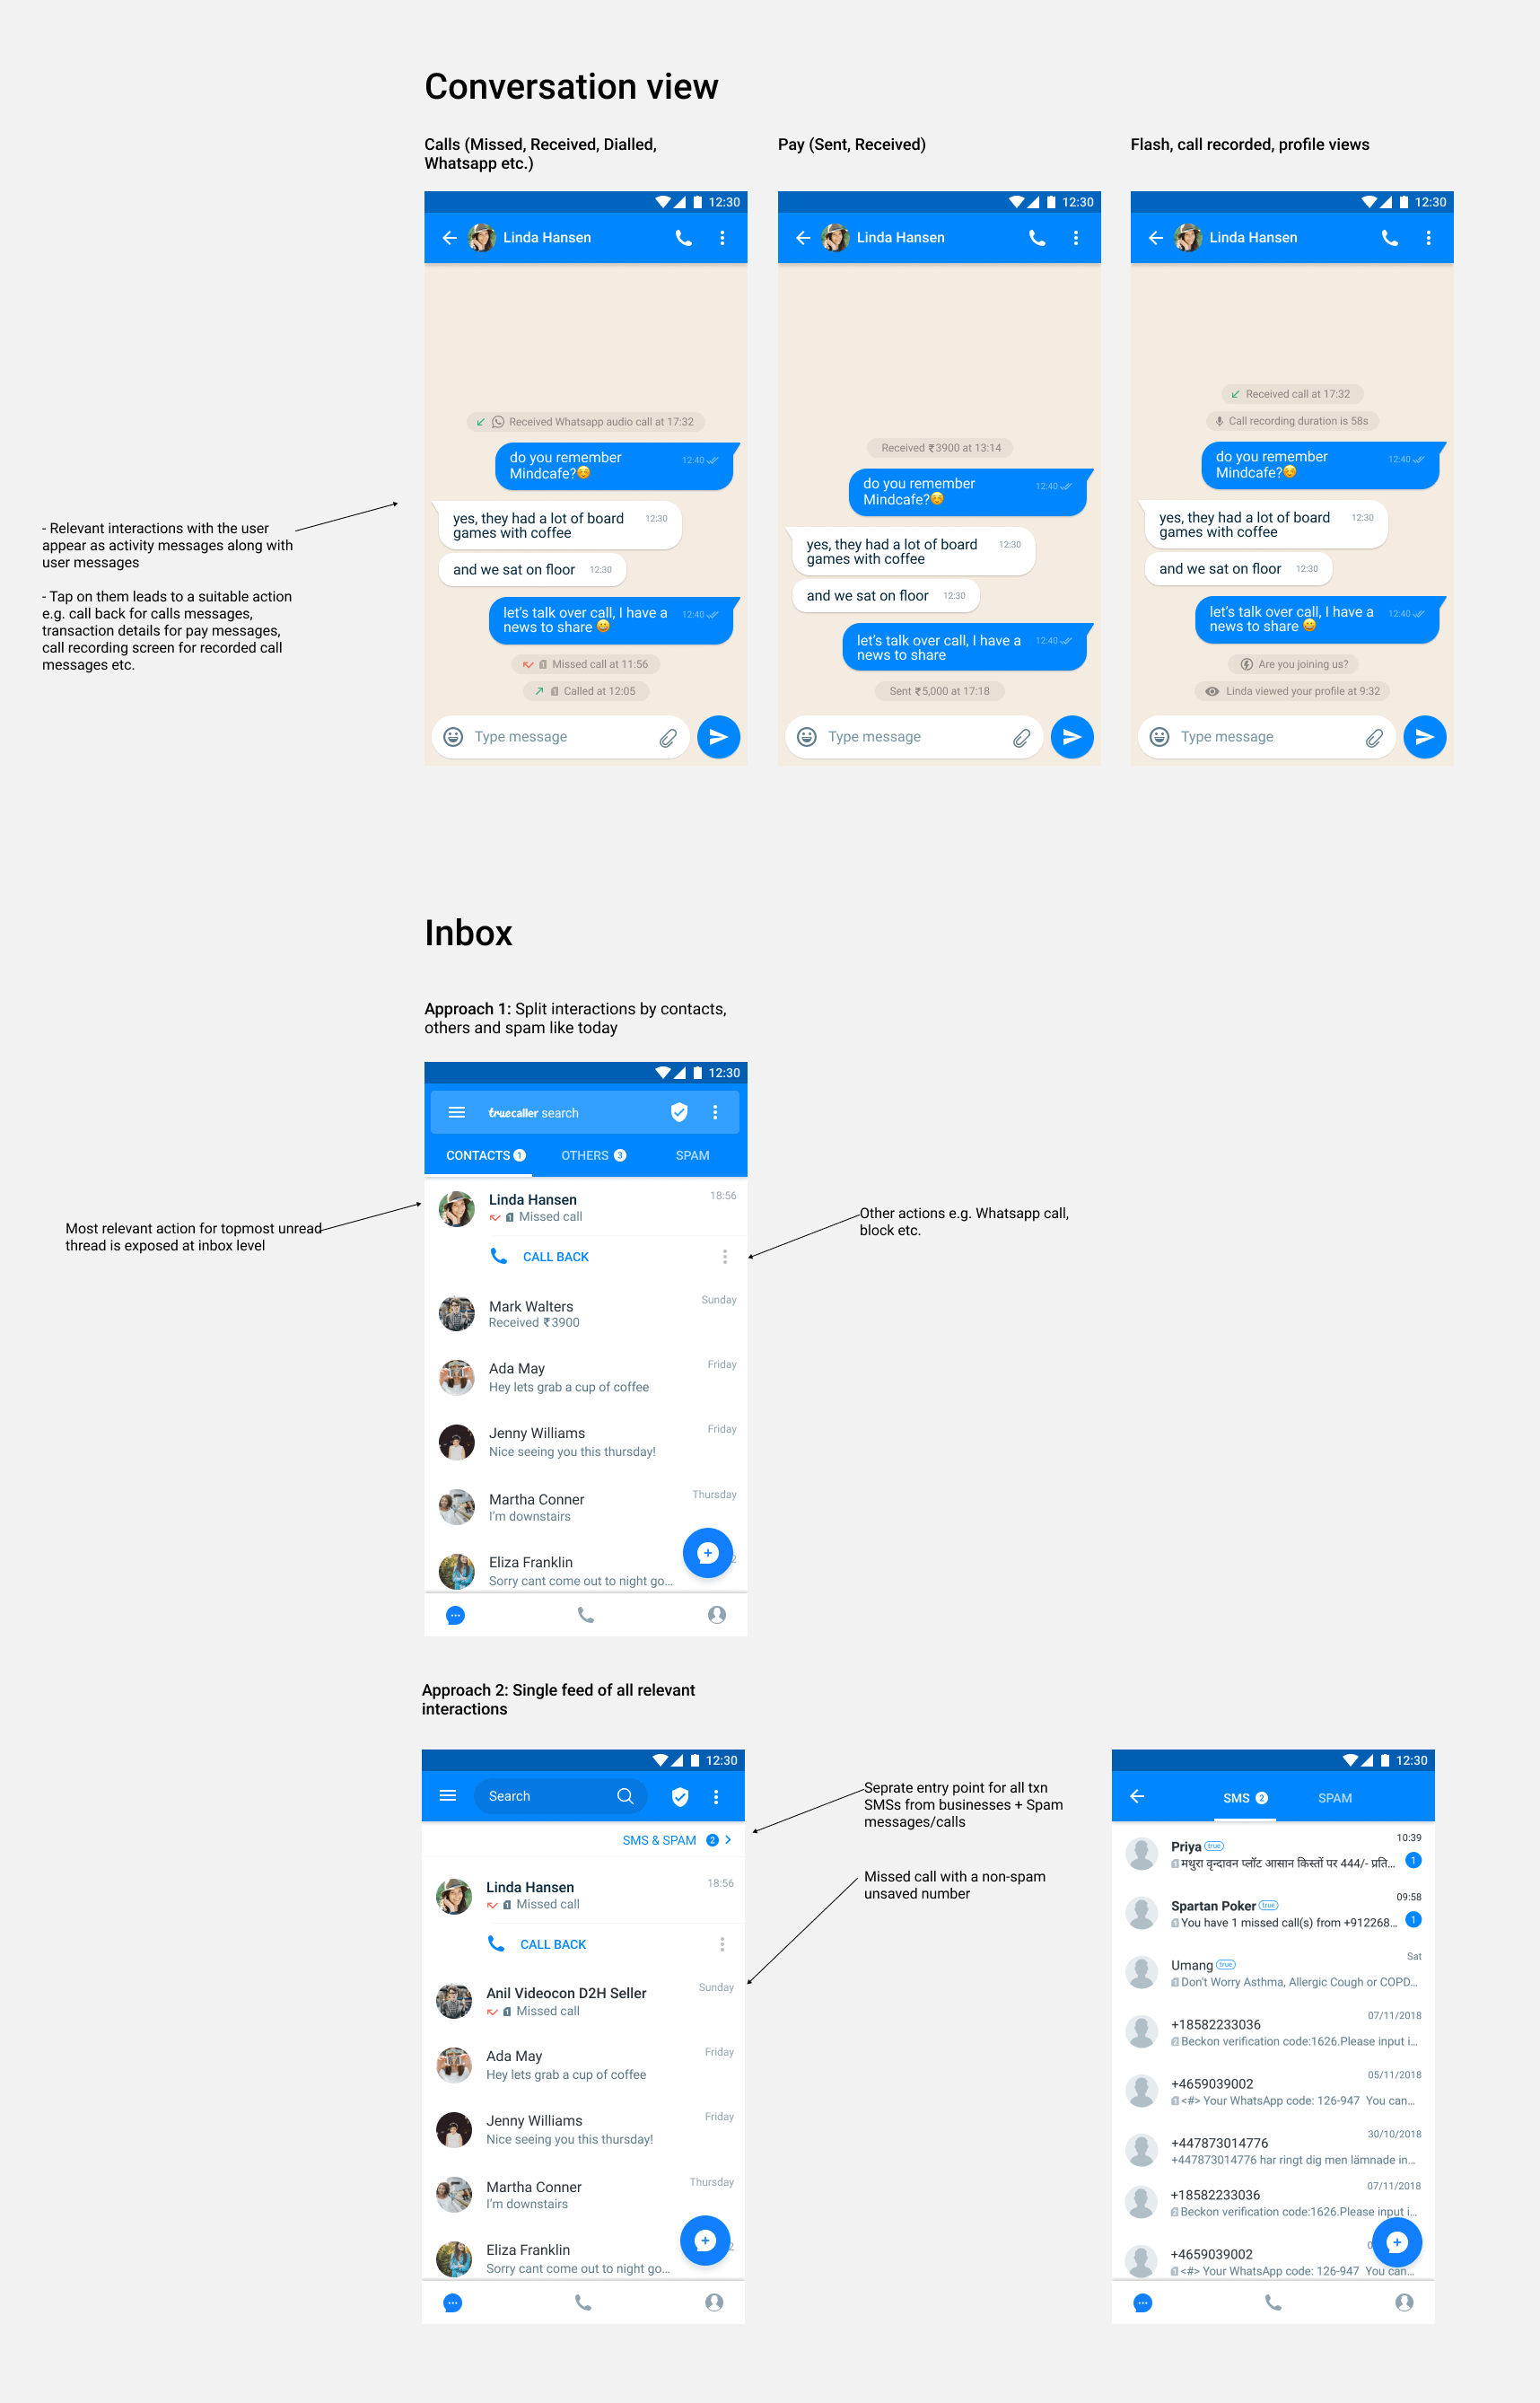 Conversation view
Calls (Missed, Received, Dialled,
Whatsapp etc.)
12:30
Linda Hansen
Received Whatsapp audio call at 17:32
do you remember
Mindcafe?☺️
12:40
yes, they had a lot of board
games with coffee
12:30
and we sat on floor
12:30
let's talk over call, I have a
news to share 😄
12:40
Missed call at 11:56
Called at 12:05
Type message
Pay (Sent, Received)
12:30
Linda Hansen
Received ₹3900 at 13:14
do you remember
Mindcafe?☺️
12:40
yes, they had a lot of board
games with coffee
12:30
and we sat on floor
12:30
let's talk over call, I have a
news to share
12:40
Sent ₹5,000 at 17:18
Type message
Flash, call recorded, profile views
12:30
Linda Hansen
Received call at 17:32
Call recording duration is 58s
do you remember
Mindcafe?☺️
12:40
yes, they had a lot of board
games with coffee
12:30
and we sat on floor
12:30
let's talk over call, I have a
news to share 😄
12:40
Are you joining us?
Linda viewed your profile at 9:32
Type message
- Relevant interactions with the user
appear as activity messages along with
user messages
- Tap on them leads to a suitable action
e.g. call back for calls messages,
transaction details for pay messages,
call recording screen for recorded call
messages etc.
Inbox
Approach 1: Split interactions by contacts,
others and spam like today
12:30
truecaller search
CONTACTS 1
OTHERS 3
SPAM
Linda Hansen
18:56
1 Missed call
CALL BACK
Mark Walters
Sunday
Received ₹3900
Ada May
Friday
Hey lets grab a cup of coffee
Jenny Williams
Friday
Nice seeing you this thursday!
Martha Conner
Thursday
I'm downstairs
Eliza Franklin
2
Sorry cant come out to night go...
Most relevant action for topmost unread
thread is exposed at inbox level
Other actions e.g. Whatsapp call,
block etc.
Approach 2: Single feed of all relevant
interactions
12:30
Search
SMS & SPAM 2
Linda Hansen
18:56
1 Missed call
CALL BACK
Anil Videocon D2H Seller
Sunday
1 Missed call
Ada May
Friday
Hey lets grab a cup of coffee
Jenny Williams
Friday
Nice seeing you this thursday!
Martha Conner
Thursday
I'm downstairs
Eliza Franklin
2
Sorry cant come out to night go...
Seprate entry point for all txn
SMSs from businesses + Spam
messages/calls
Missed call with a non-spam
unsaved number
12:30
SMS 2
SPAM
Priya true
10:39
मथुरा वृन्दावन प्लॉट आसान किस्तों पर 444/- प्रति...
1
Spartan Poker true
09:58
You have 1 missed call(s) from +912268...
1
Umang true
Sat
Don't Worry Asthma, Allergic Cough or COPD...
+18582233036
07/11/2018
Beckon verification code:1626.Please input i...
+4659039002
05/11/2018
<#> Your WhatsApp code: 126-947 You can...
+447873014776
30/10/2018
+447873014776 har ringt dig men lämnade in...
+18582233036
07/11/2018
Beckon verification code:1626.Please input i...
+4659039002
0
<#> Your WhatsApp code: 126-947 You can...